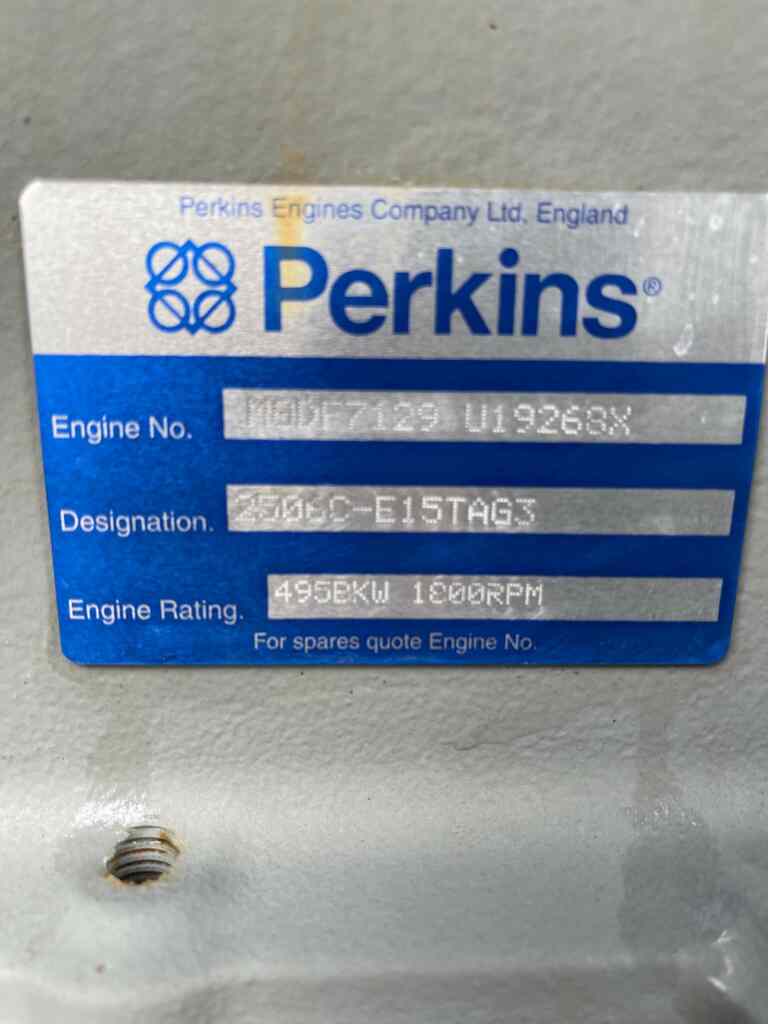 Perkins Engines Company Ltd. England
Perkins®
Engine No. U19268X
Designation. 2506C-E15TAG3
Engine Rating. 495BKW 1800RPM
For spares quote Engine No.